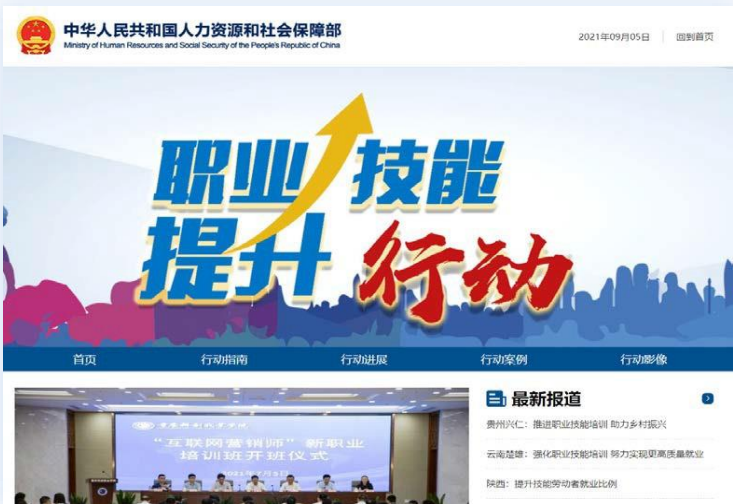 中华人民共和国人力资源和社会保障部
Ministry of Human Resources and Social Security of the People's Republic of China
2021年09月05日 | 回到首页
职业技能
提升行动
首页 行动指南 行动进展 行动案例 行动影像
最新报道
贵州兴仁：推进职业技能培训 助力乡村振兴
云南楚雄：强化职业技能培训 努力实现更高质量就业
陕西：提升技能劳动者就业比例
“互联网营销师”新职业
培训班开班仪式